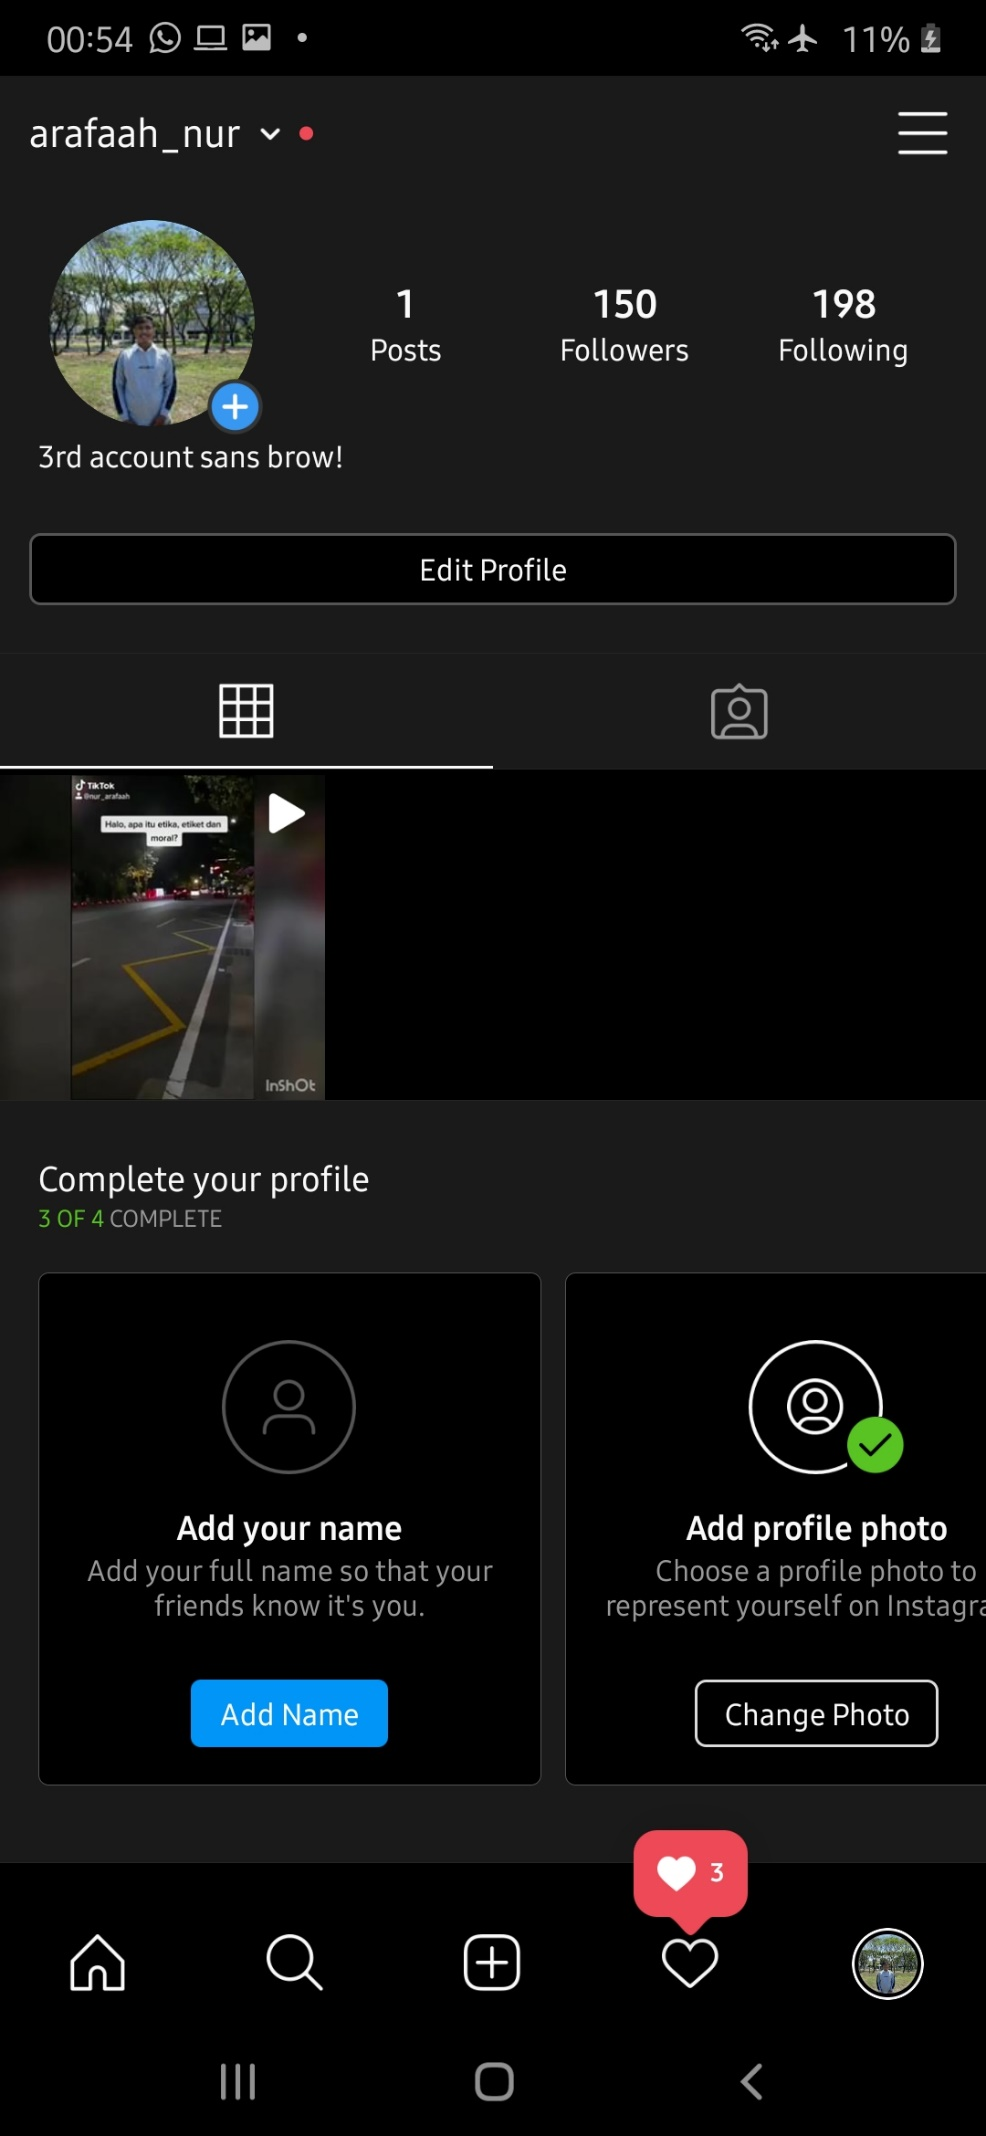 00:54
11%
arafaah_nur
1
Posts
150
Followers
198
Following
3rd account sans brow!
Edit Profile
TikTok
@nur_arafaah
Halo, apa itu etika, etiket dan
moral?
InShOt
Complete your profile
3 OF 4 COMPLETE
Add your name
Add your full name so that your
friends know it's you.
Add Name
Add profile photo
Choose a profile photo to
represent yourself on Instagra
Change Photo
3